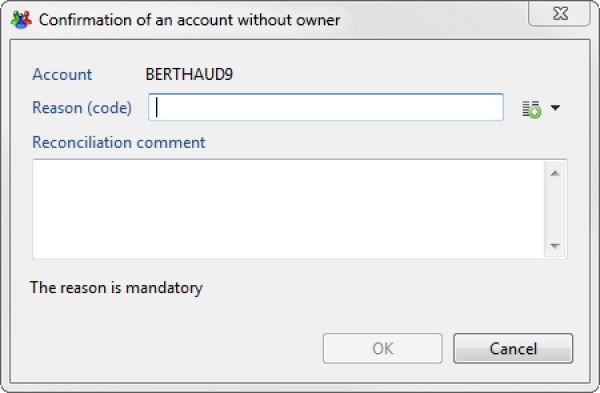 Confirmation of an account without owner
Account BERTHAUD9
Reason (code)
Reconciliation comment
The reason is mandatory
OK Cancel